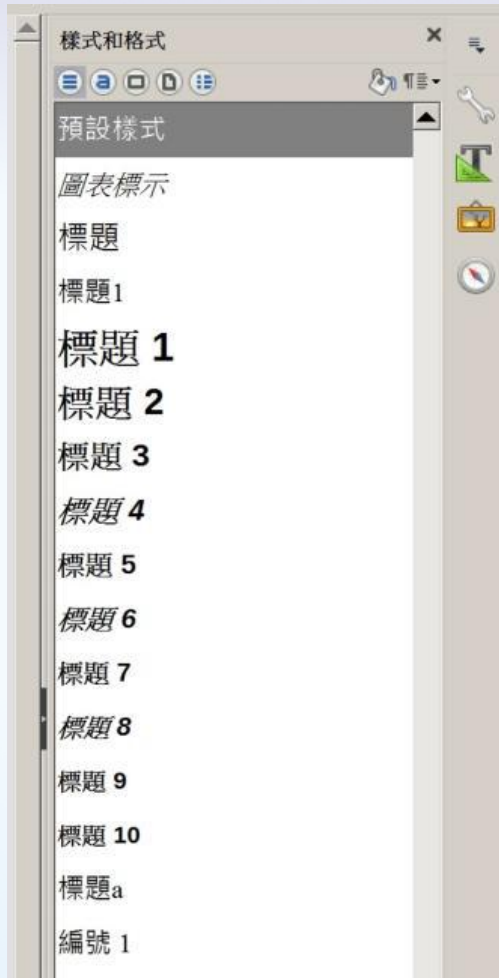 樣式和格式
預設樣式
圖表標示
標題
標題1
標題 1
標題 2
標題 3
標題 4
標題 5
標題 6
標題 7
標題 8
標題 9
標題 10
標題a
編號 1